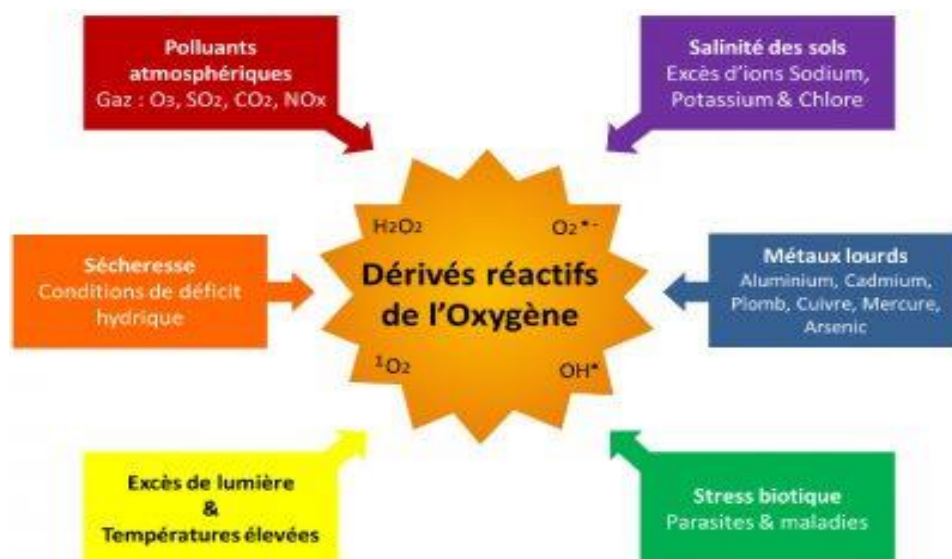 Polluants
atmosphériques
Gaz : O3, SO2, CO2, NOx
Salinité des sols
Excès d'ions Sodium,
Potassium & Chlore
Sécheresse
Conditions de déficit
hydrique
H2O2
O2•-
Dérivés réactifs
de l'Oxygène
¹O2
OH•
Métaux lourds
Aluminium, Cadmium,
Plomb, Cuivre, Mercure,
Arsenic
Excès de lumière
&
Températures élevées
Stress biotique
Parasites & maladies